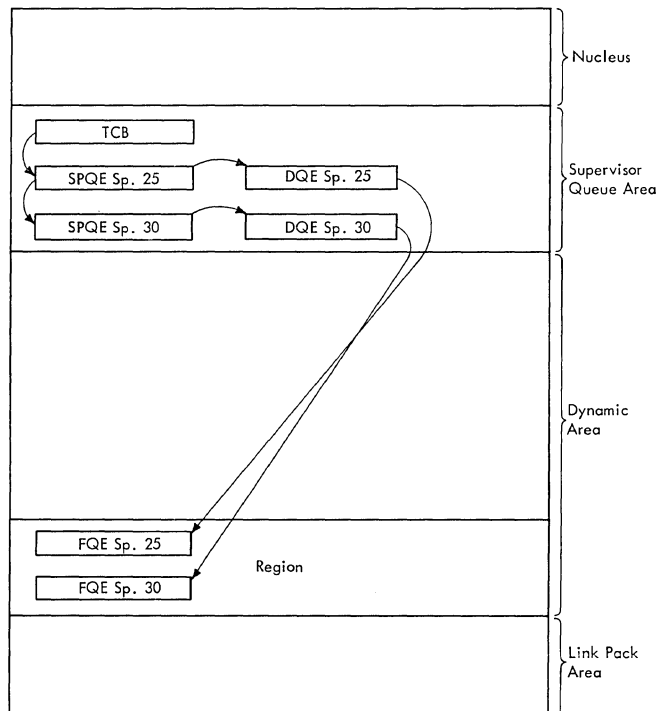 Nucleus
TCB
SPQE Sp. 25
DQE Sp. 25
Supervisor
Queue Area
SPQE Sp. 30
DQE Sp. 30
Dynamic
Area
FQE Sp. 25
Region
FQE Sp. 30
Link Pack
Area